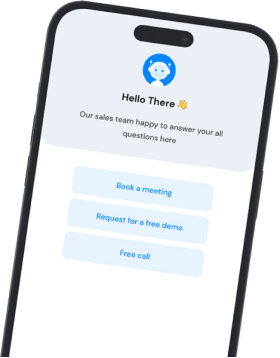 Hello There 👋
Our sales team happy to answer your all
questions here
Book a meeting
Request for a free demo
Free call